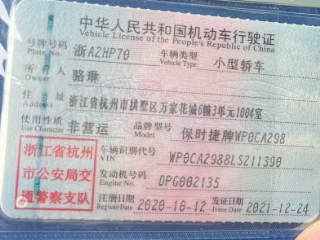 中华人民共和国机动车行驶证
Vehicle License of the People's Republic of China
号牌号码 浙A2HP70 车辆类型 小型轿车
Plate No. Vehicle Type
所有人 骆琳
Owner
住址 浙江省杭州市拱墅区万家花城6幢3单元1004室
Address
使用性质 非营运 品牌型号 保时捷牌WP0CA298
Use Character Model
浙江省杭州市公安局交通警察支队
车辆识别代号 WP0CA2988LS211390
VIN
发动机号码 DPG002135
Engine No.
注册日期 2020-10-12 发证日期 2021-12-24
Register Date Issue Date